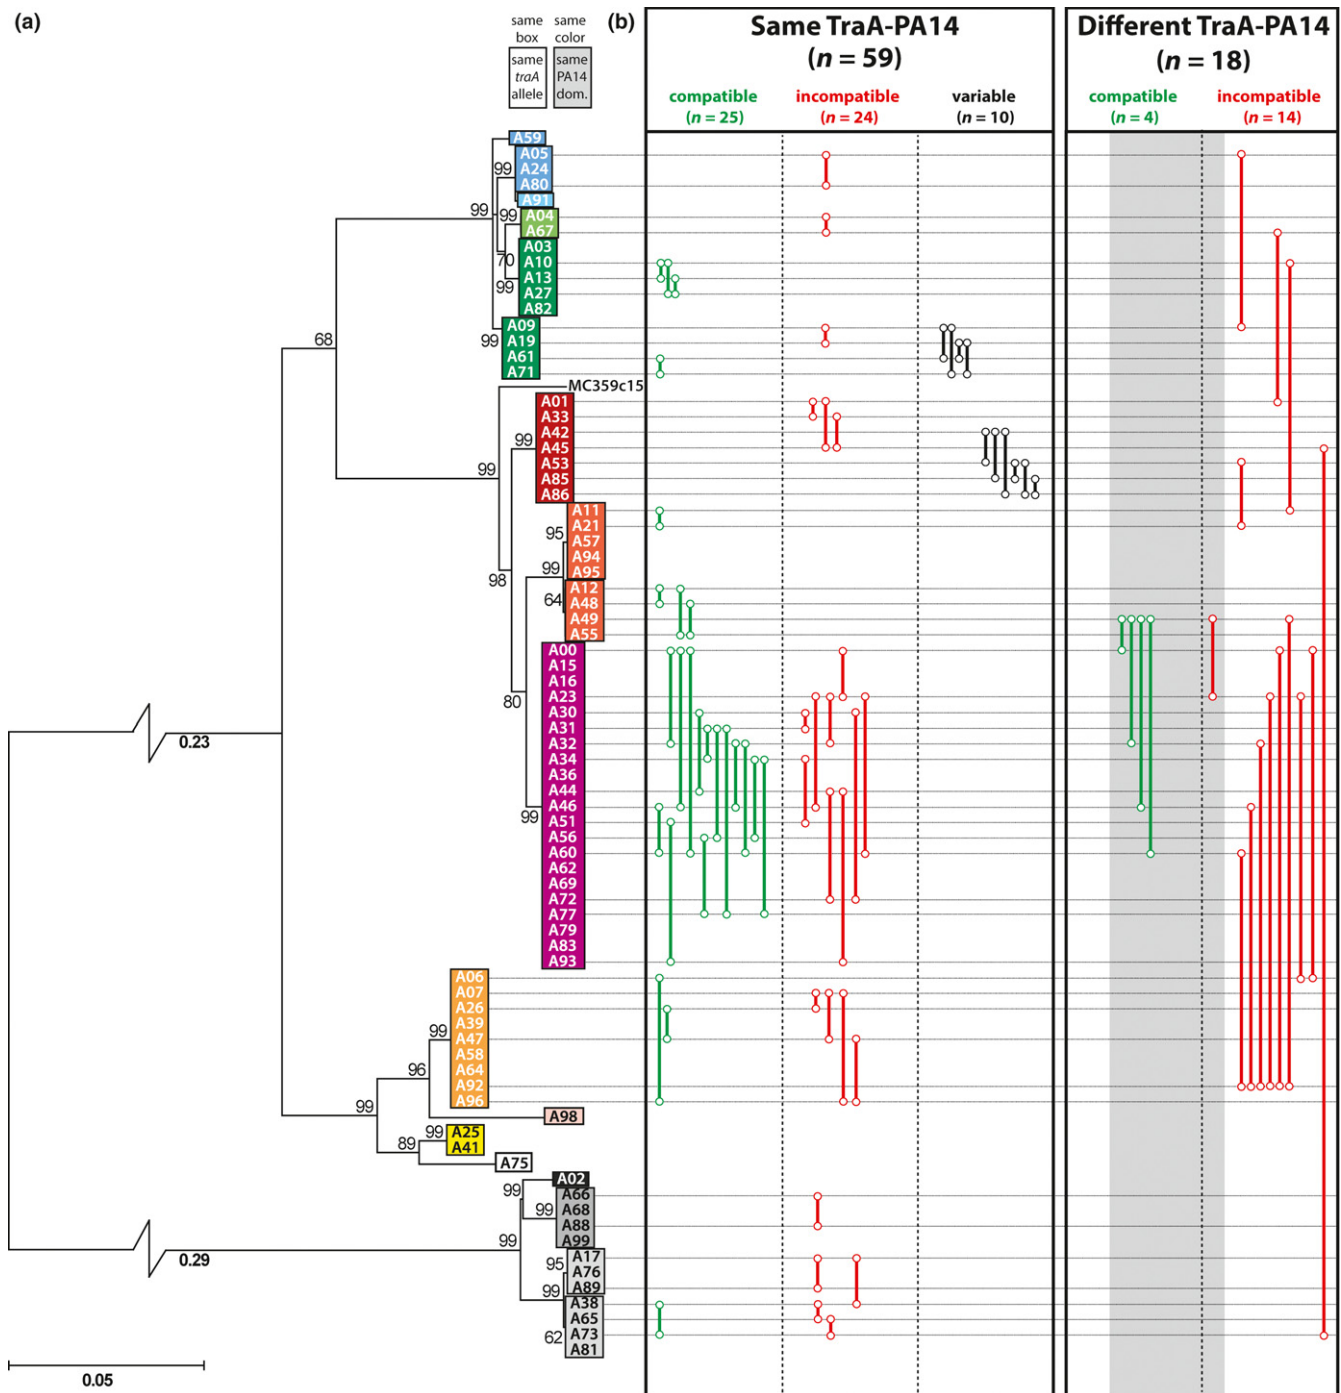 (a)
same
box
same
color
same
traA
allele
same
PA14
dom.
(b)
Same TraA-PA14
(n = 59)
compatible
(n = 25)
incompatible
(n = 24)
variable
(n = 10)
Different TraA-PA14
(n = 18)
compatible
(n = 4)
incompatible
(n = 14)
A59
A05
99 A24
A80
A91
99 99 A04
A67
A03
70 A10
A13
99 A27
A82
A09
68 99 A19
A61
A71
MC359c15
A01
A33
A42
99 A45
A53
99 A85
A86
A11
A21
95 A57
A94
99 A95
98 A12
64 A48
A49
A55
A00
A15
A16
A23
80 A30
A31
0.23 A32
A34
A36
A44
A46
99 A51
A56
A60
A62
A69
A72
A77
A79
A83
A93
A06
A07
A26
A39
99 A47
A58
96 A64
A92
A96
99 A98
99 A25
89 A41
A75
A02
99 A66
99 A68
A88
99 A99
A17
95 A76
0.29
99 A89
A38
A65
62 A73
A81
0.05